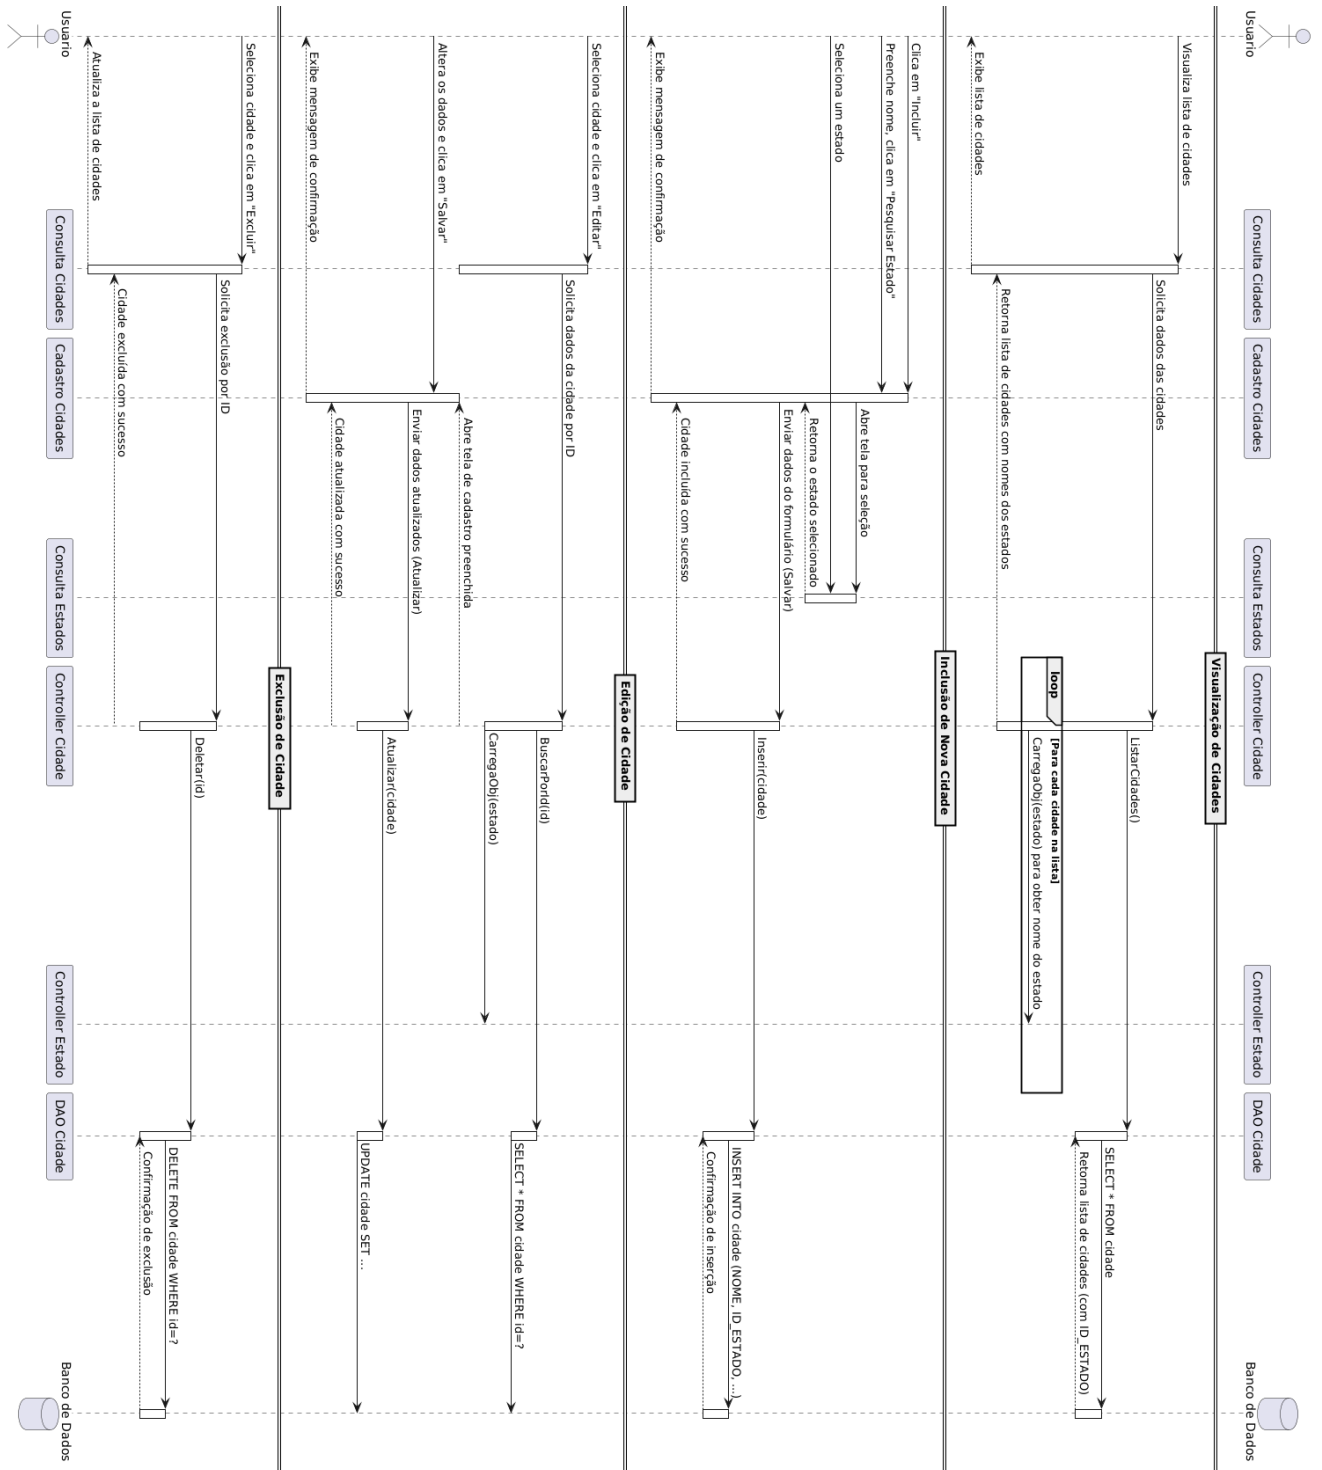 Usuario
Consulta Cidades
Cadastro Cidades
Consulta Estados
Controller Cidade
Controller Estado
DAO Cidade
Banco de Dados
Visualização de Cidades
Visualiza lista de cidades
Solicita dados das cidades
ListarCidades()
SELECT * FROM cidade
Retorna lista de cidades (com ID_ESTADO)
loop
[Para cada cidade na lista]
CarregaObj(estado) para obter nome do estado
Retorna lista de cidades com nomes dos estados
Exibe lista de cidades
Inclusão de Nova Cidade
Clica em "Incluir"
Preenche nome, clica em "Pesquisar Estado"
Abre tela para seleção
Seleciona um estado
Retorna o estado selecionado
Enviar dados do formulário (Salvar)
Inserir(cidade)
INSERT INTO cidade (NOME, ID_ESTADO, ...)
Confirmação de inserção
Cidade incluída com sucesso
Exibe mensagem de confirmação
Edição de Cidade
Seleciona cidade e clica em "Editar"
Solicita dados da cidade por ID
BuscarPorId(id)
SELECT * FROM cidade WHERE id=?
CarregaObj(estado)
Abre tela de cadastro preenchida
Altera os dados e clica em "Salvar"
Enviar dados atualizados (Atualizar)
Atualizar(cidade)
UPDATE cidade SET ...
Cidade atualizada com sucesso
Exibe mensagem de confirmação
Exclusão de Cidade
Seleciona cidade e clica em "Excluir"
Solicita exclusão por ID
Deletar(id)
DELETE FROM cidade WHERE id=?
Confirmação de exclusão
Cidade excluída com sucesso
Atualiza a lista de cidades
Usuario
Consulta Cidades
Cadastro Cidades
Consulta Estados
Controller Cidade
Controller Estado
DAO Cidade
Banco de Dados